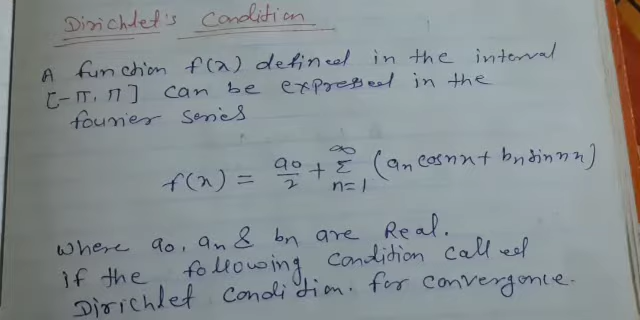 Dirichlet's Condition
A function f(x) defined in the interval
[-π, π] can be expressed in the
fourier series
f(x) = a₀/2 + ∞Σn=1 (aₙ cosnx + bₙ sinnx)
where a₀, aₙ & bₙ are Real.
if the following condition called
Dirichlet condition. for convergence.